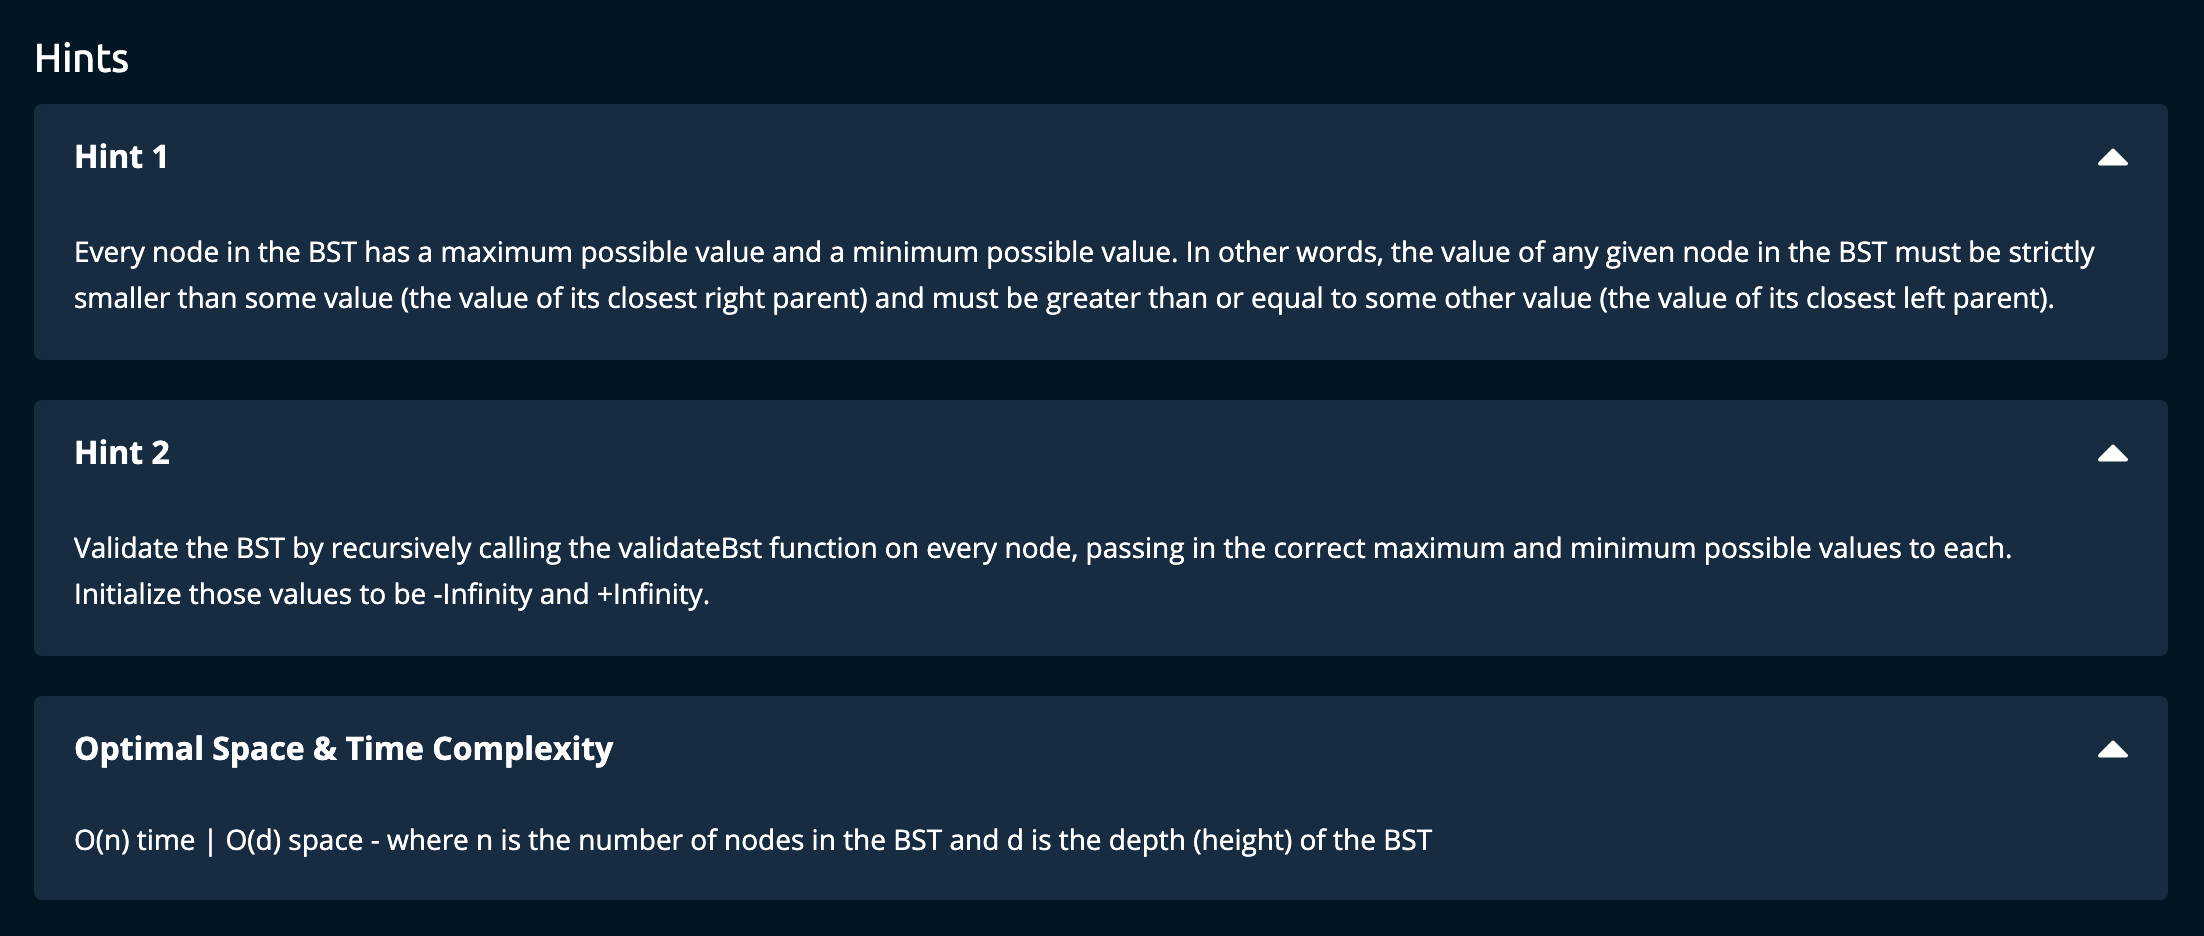 Hints
Hint 1
Every node in the BST has a maximum possible value and a minimum possible value. In other words, the value of any given node in the BST must be strictly
smaller than some value (the value of its closest right parent) and must be greater than or equal to some other value (the value of its closest left parent).
Hint 2
Validate the BST by recursively calling the validateBst function on every node, passing in the correct maximum and minimum possible values to each.
Initialize those values to be -Infinity and +Infinity.
Optimal Space & Time Complexity
O(n) time | O(d) space - where n is the number of nodes in the BST and d is the depth (height) of the BST